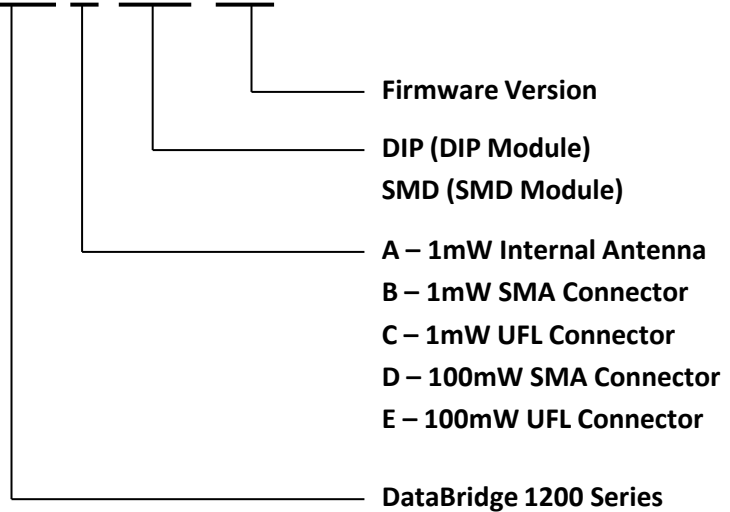 Firmware Version
DIP (DIP Module)
SMD (SMD Module)
A – 1mW Internal Antenna
B – 1mW SMA Connector
C – 1mW UFL Connector
D – 100mW SMA Connector
E – 100mW UFL Connector
DataBridge 1200 Series